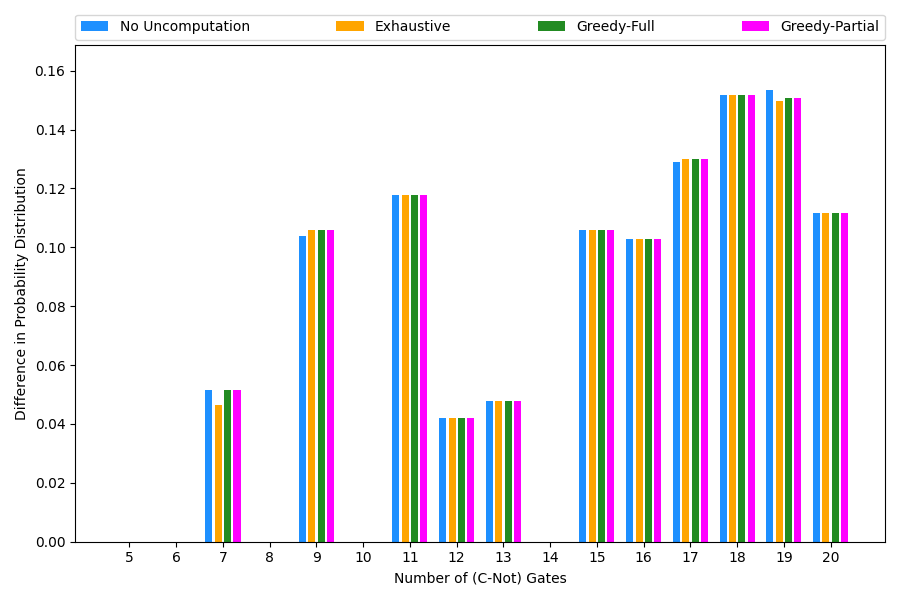 No Uncomputation Exhaustive Greedy-Full Greedy-Partial
Difference in Probability Distribution
0.16
0.14
0.12
0.10
0.08
0.06
0.04
0.02
0.00
5 6 7 8 9 10 11 12 13 14 15 16 17 18 19 20
Number of (C-Not) Gates